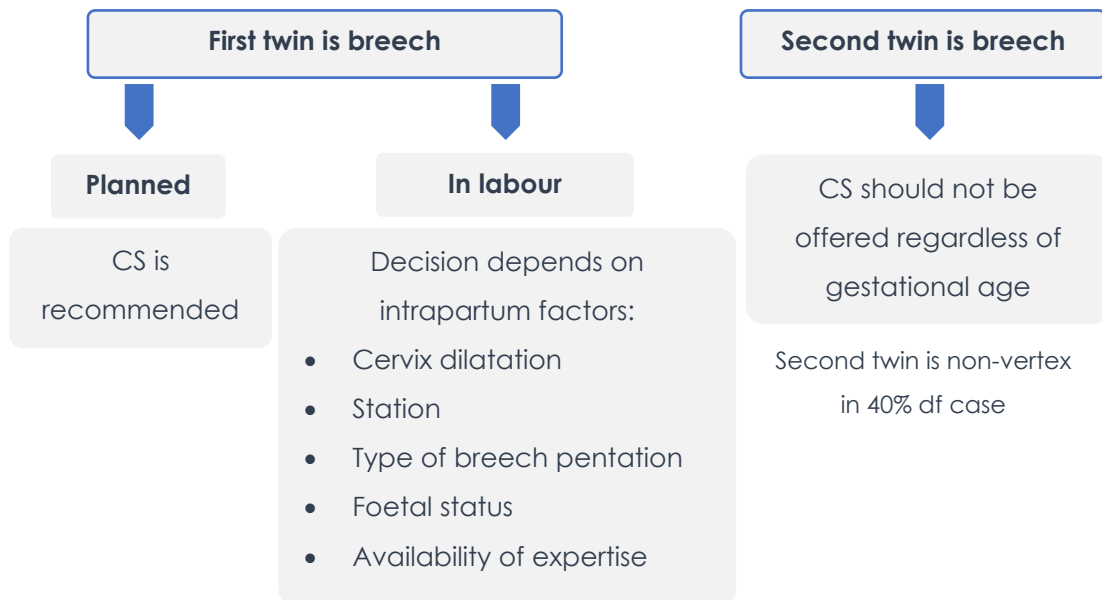 First twin is breech
Planned
CS is
recommended
In labour
Decision depends on
intrapartum factors:
• Cervix dilatation
• Station
• Type of breech pentation
• Foetal status
• Availability of expertise
Second twin is breech
CS should not be
offered regardless of
gestational age
Second twin is non-vertex
in 40% df case